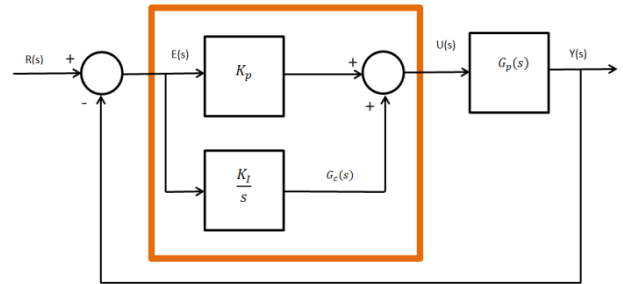 R(s)
+
-
E(s)
K_p
+
+
U(s)
G_p(s)
Y(s)
K_I
s
G_c(s)